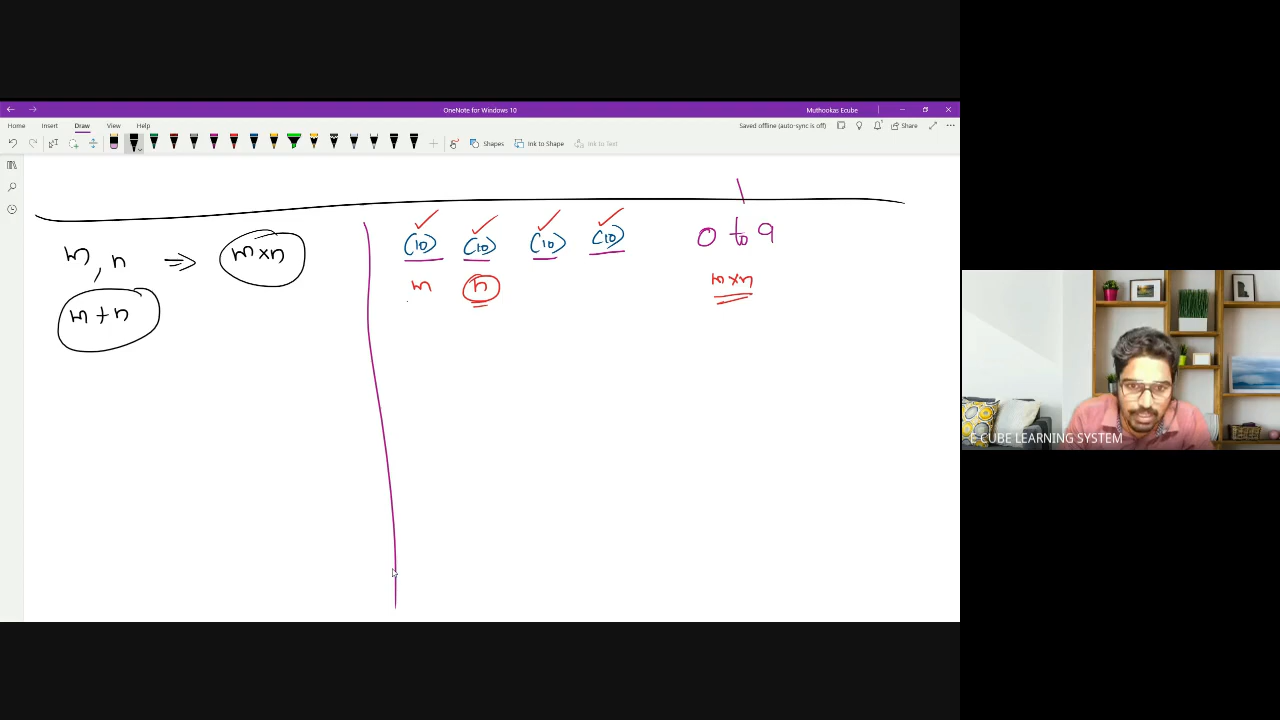 OneNote for Windows 10
Muthookas Ecube
Home Insert Draw View Help
Saved offline (auto-sync is off)
Share
Shapes
Ink to Shape
Ink to Text
m, n ⇒ m×n
m + n
(10) (10) (10) (10) 0 to 9
m n m×n
E CUBE LEARNING SYSTEM